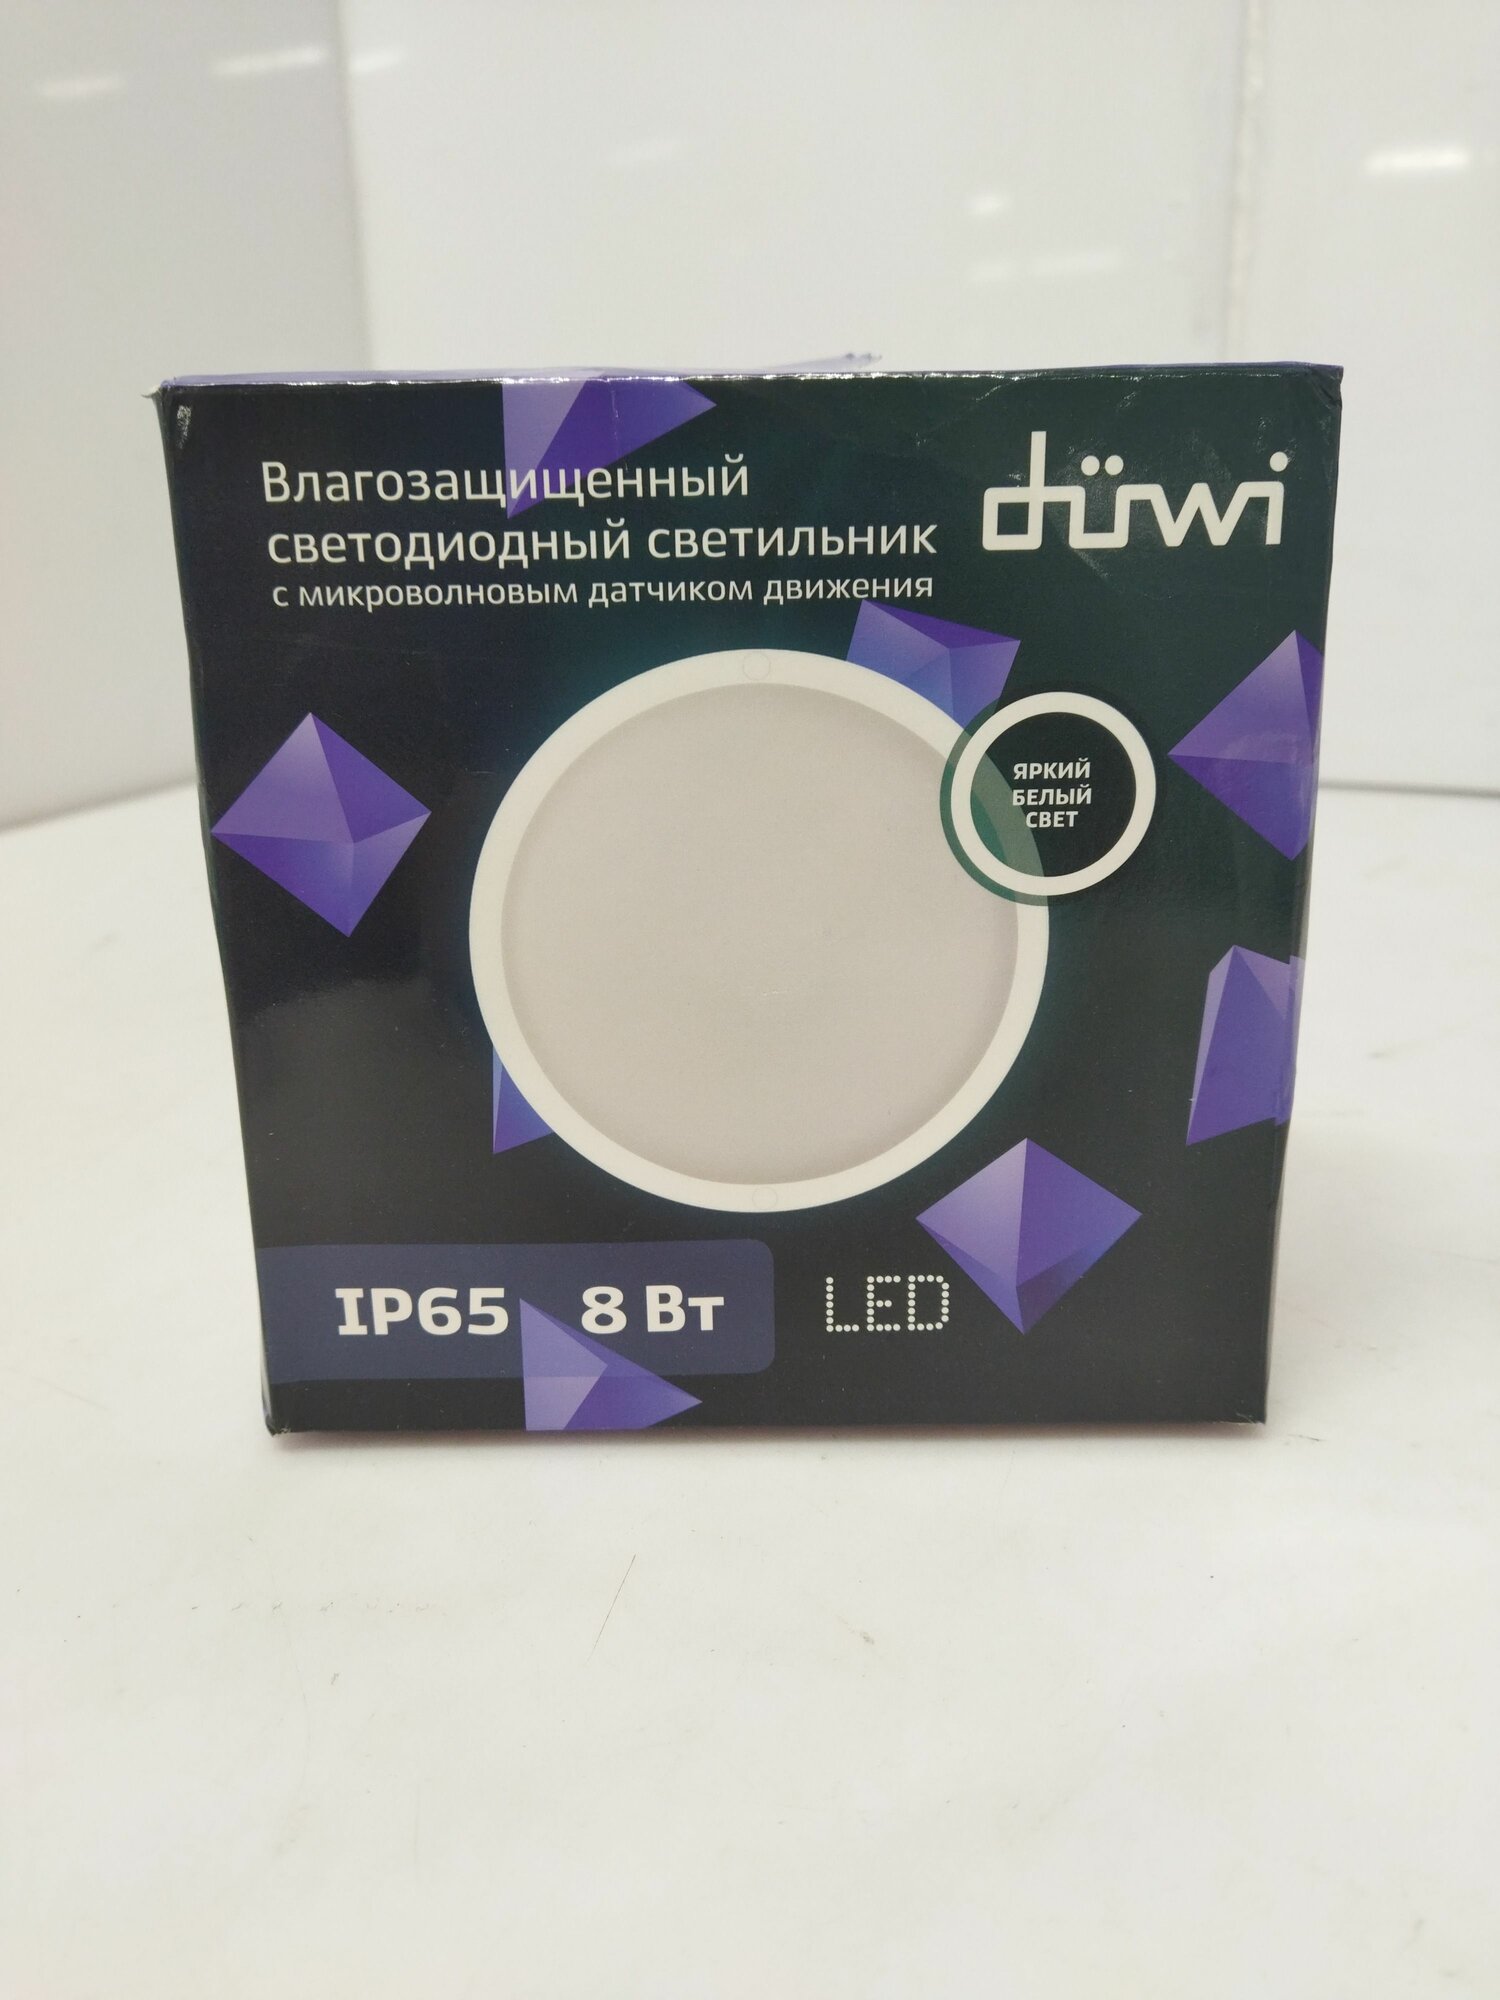 Влагозащищенный
светодиодный светильник
с микроволновым датчиком движения
düwi
ЯРКИЙ
БЕЛЫЙ
СВЕТ
IP65 8 Вт
LED